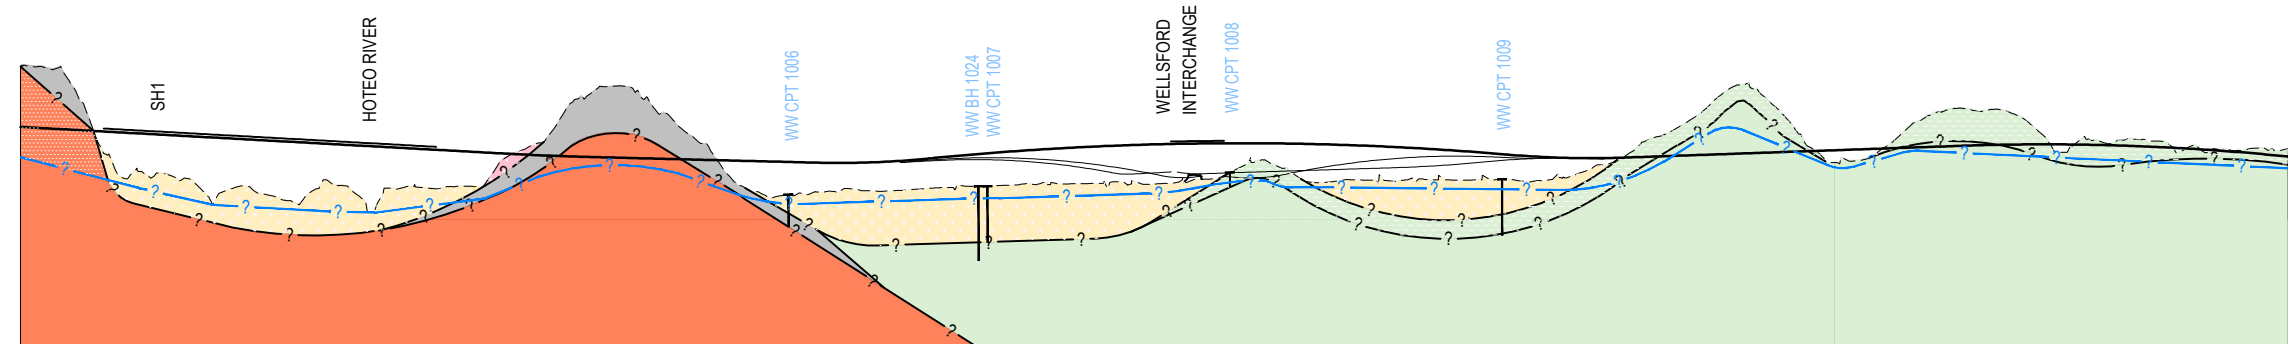 SH1
HOTEO RIVER
WW CPT 1006
WW BH 1024
WW CPT 1007
WELLSFORD
INTERCHANGE
WW CPT 1008
WW CPT 1009